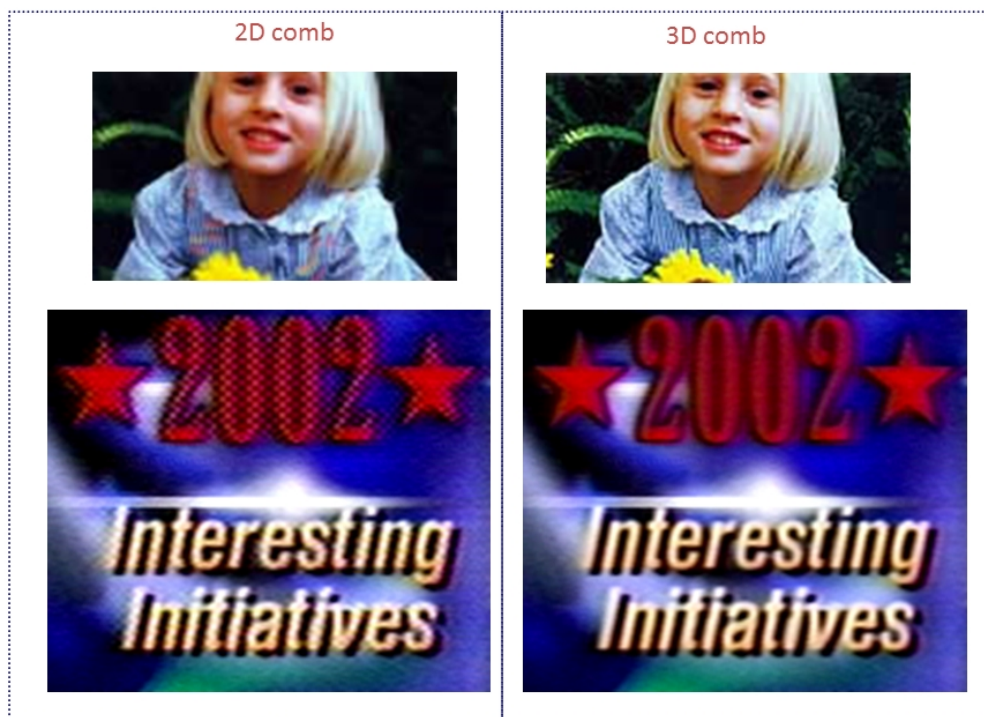 2D comb
3D comb
2002
Interesting
Initiatives
2002
Interesting
Initiatives